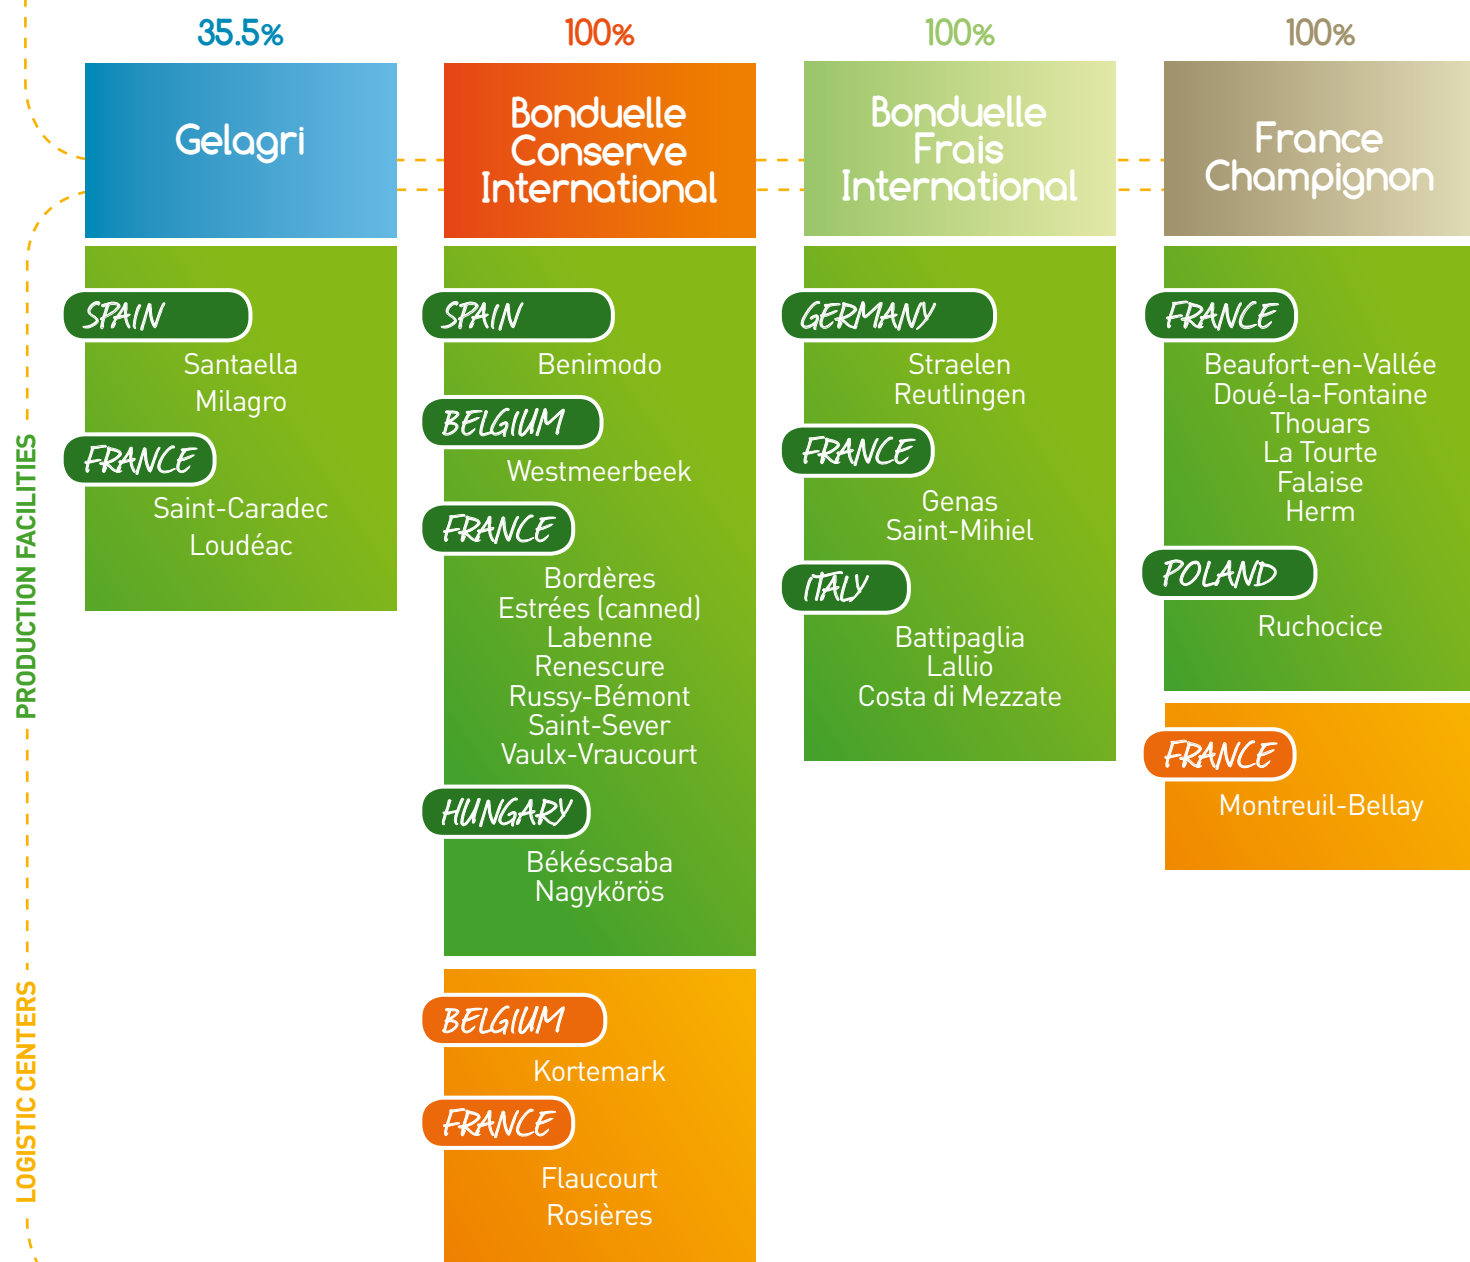 35.5%
Gelagri
SPAIN
Santaella
Milagro
FRANCE
Saint-Caradec
Loudéac
100%
Bonduelle
Conserve
International
SPAIN
Benimodo
BELGIUM
Westmeerbeek
FRANCE
Bordères
Estrées (canned)
Labenne
Renescure
Russy-Bémont
Saint-Sever
Vaulx-Vraucourt
HUNGARY
Békéscsaba
Nagykőrös
BELGIUM
Kortemark
FRANCE
Flaucourt
Rosières
100%
Bonduelle
Frais
International
GERMANY
Straelen
Reutlingen
FRANCE
Genas
Saint-Mihiel
ITALY
Battipaglia
Lallio
Costa di Mezzate
100%
France
Champignon
FRANCE
Beaufort-en-Vallée
Doué-la-Fontaine
Thouars
La Tourte
Falaise
Herm
POLAND
Ruchocice
FRANCE
Montreuil-Bellay
PRODUCTION FACILITIES
LOGISTIC CENTERS